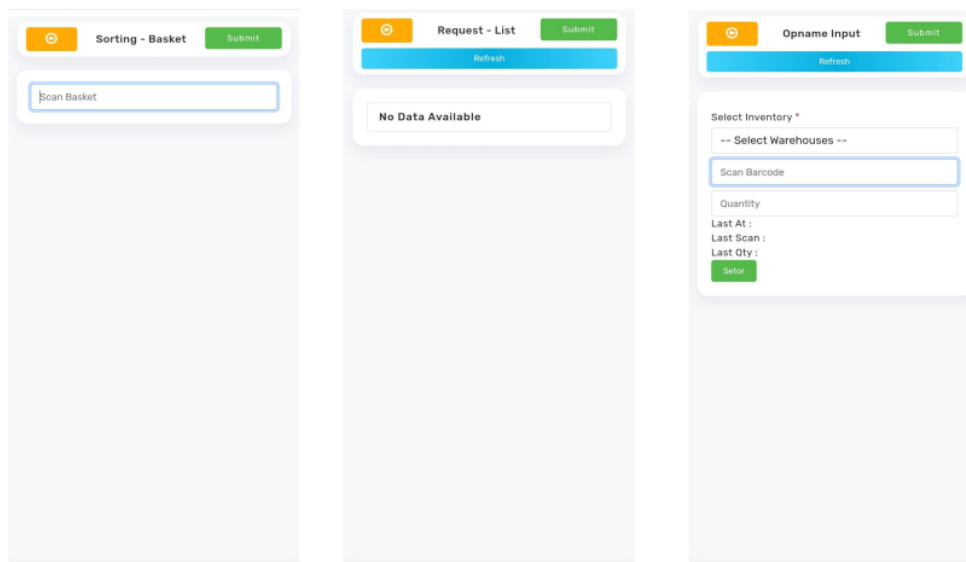 Sorting - Basket
Submit
Scan Basket
Request - List
Submit
Refresh
No Data Available
Opname Input
Submit
Refresh
Select Inventory *
-- Select Warehouses --
Scan Barcode
Quantity
Last At :
Last Scan :
Last Qty :
Setor